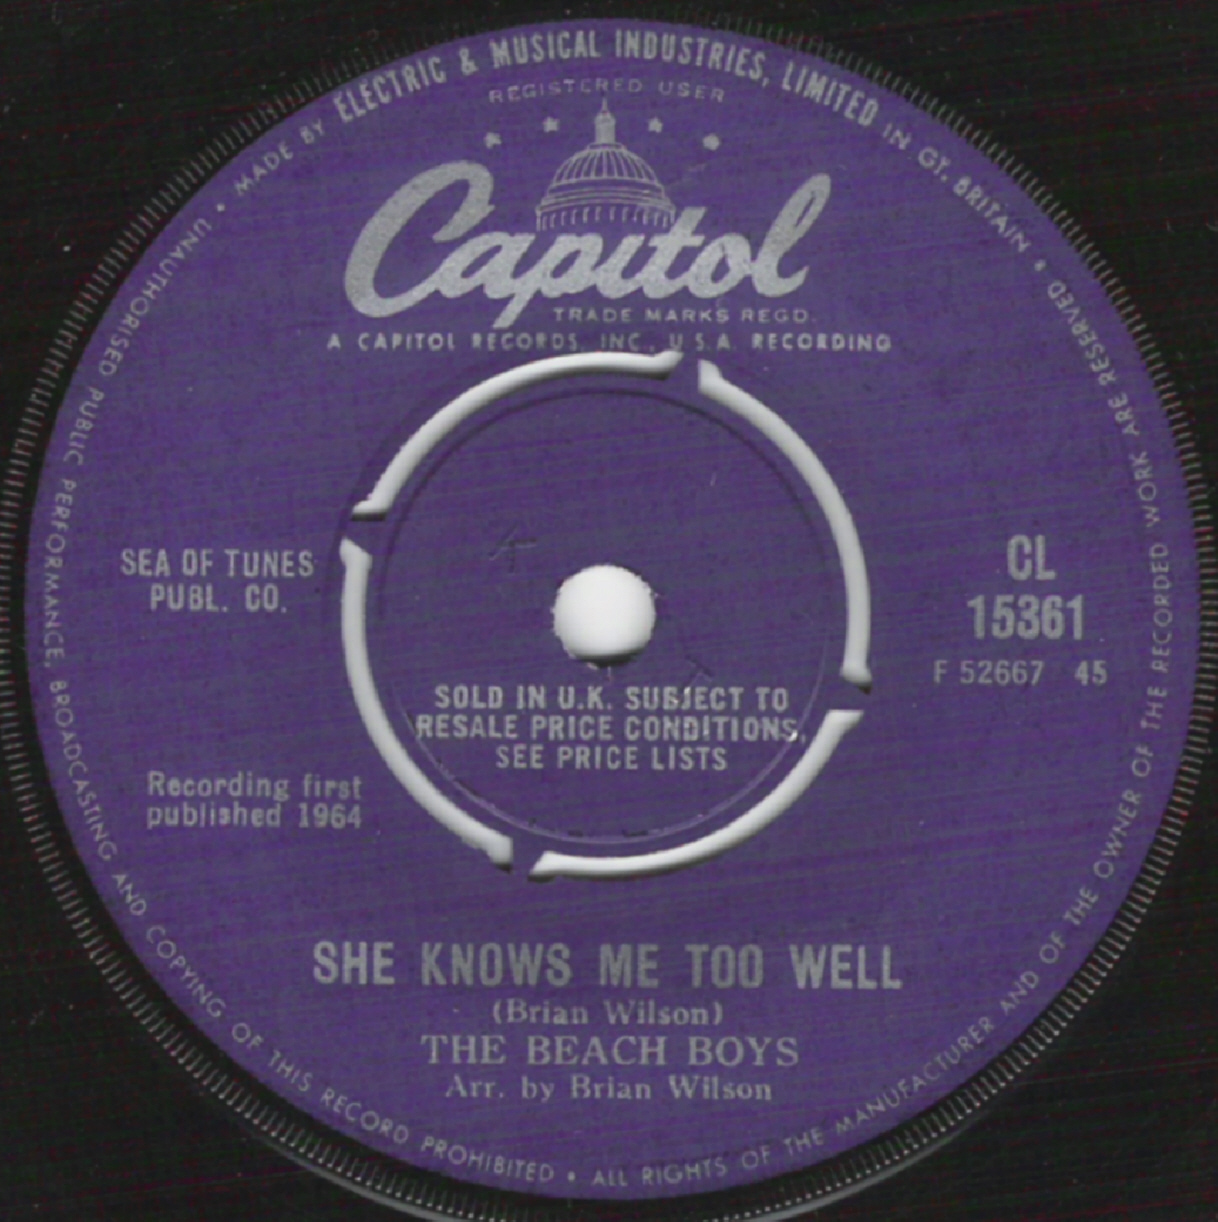 MADE BY ELECTRIC & MUSICAL INDUSTRIES, LIMITED IN GT. BRITAIN •
REGISTERED USER
Capitol
TRADE MARKS REGD.
A CAPITOL RECORDS, INC., U.S.A. RECORDING
SEA OF TUNES
PUBL. CO.
CL
15361
F 52667 45
SOLD IN U.K. SUBJECT TO
RESALE PRICE CONDITIONS,
SEE PRICE LISTS
Recording first
published 1964
SHE KNOWS ME TOO WELL
(Brian Wilson)
THE BEACH BOYS
Arr. by Brian Wilson
ALL RIGHTS OF THE MANUFACTURER AND OF THE OWNER OF THE RECORDED WORK ARE RESERVED •
UNAUTHORISED PUBLIC PERFORMANCE, BROADCASTING AND COPYING OF THIS RECORD PROHIBITED •